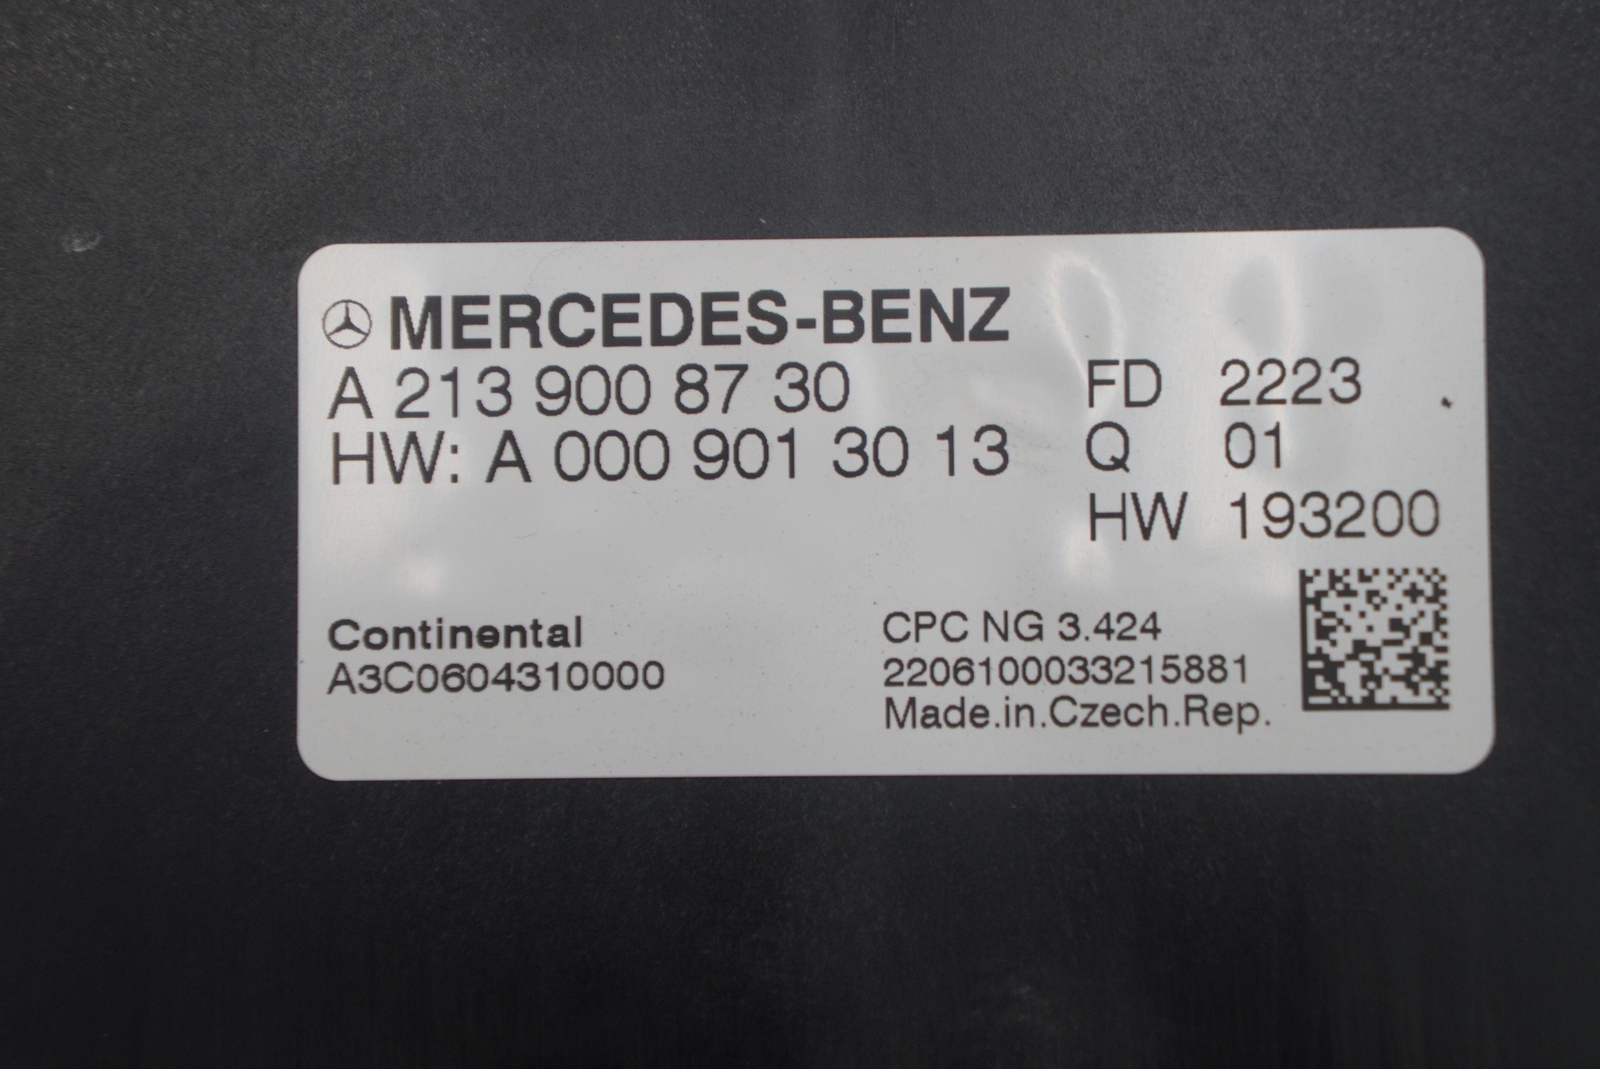 MERCEDES-BENZ
A 213 900 87 30 FD 2223
HW: A 000 901 30 13 Q 01
HW 193200
Continental CPC NG 3.424
A3C0604310000 2206100033215881
Made.in.Czech.Rep.